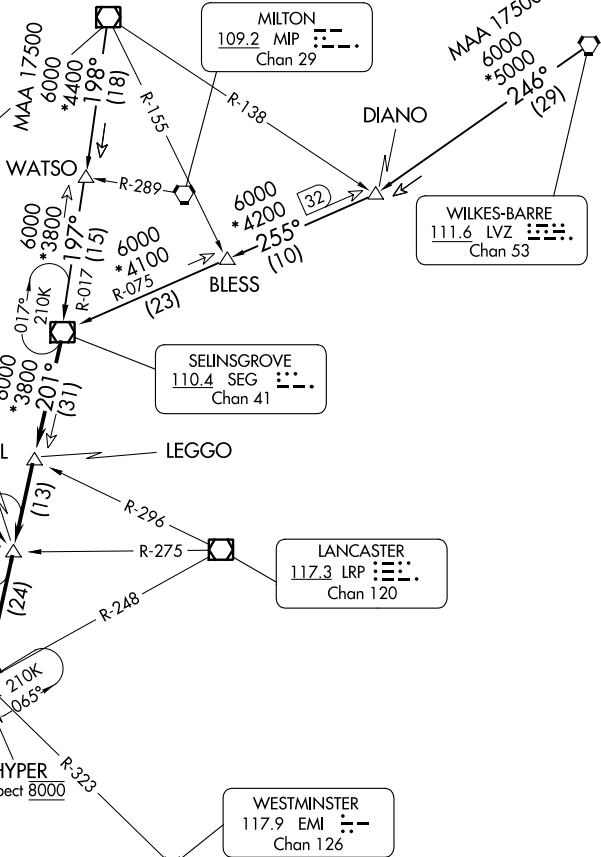 MILTON
109.2 MIP
Chan 29
MAA 17500
6000
*5000
246°
(29)
MAA 17500
6000
*4400
198°
(18)
R-155
R-138
DIANO
WATSO
R-289
6000
*4200
32
255°
(10)
WILKES-BARRE
111.6 LVZ
Chan 53
6000
*3800
197°
(15)
R-017
6000
*4100
R-075
(23)
BLESS
017°
210K
SELINSGROVE
110.4 SEG
Chan 41
6000
*3800
201°
(31)
L
LEGGO
(13)
R-296
R-275
LANCASTER
117.3 LRP
Chan 120
R-248
(24)
210K
065°
HYPER
pect 8000
R-323
WESTMINSTER
117.9 EMI
Chan 126